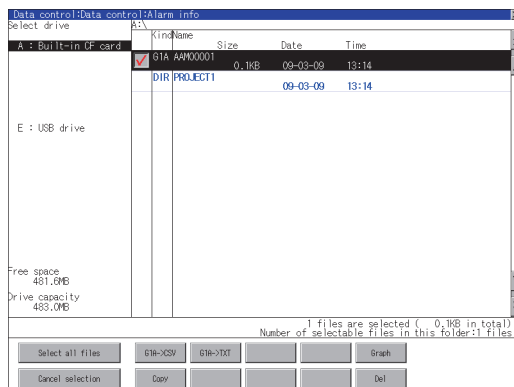 Data control:Data control:Alarm info
Select drive
A:\
Kind Name
Size Date Time
A : Built-in CF card
G1A AAM00001
0.1KB 09-03-09 13:14
DIR PROJECT1
09-03-09 13:14
E : USB drive
Free space
481.6MB
Drive capacity
483.0MB
1 files are selected ( 0.1KB in total)
Number of selectable files in this folder:1 files
Select all files G1A->CSV G1A->TXT Graph
Cancel selection Copy Del